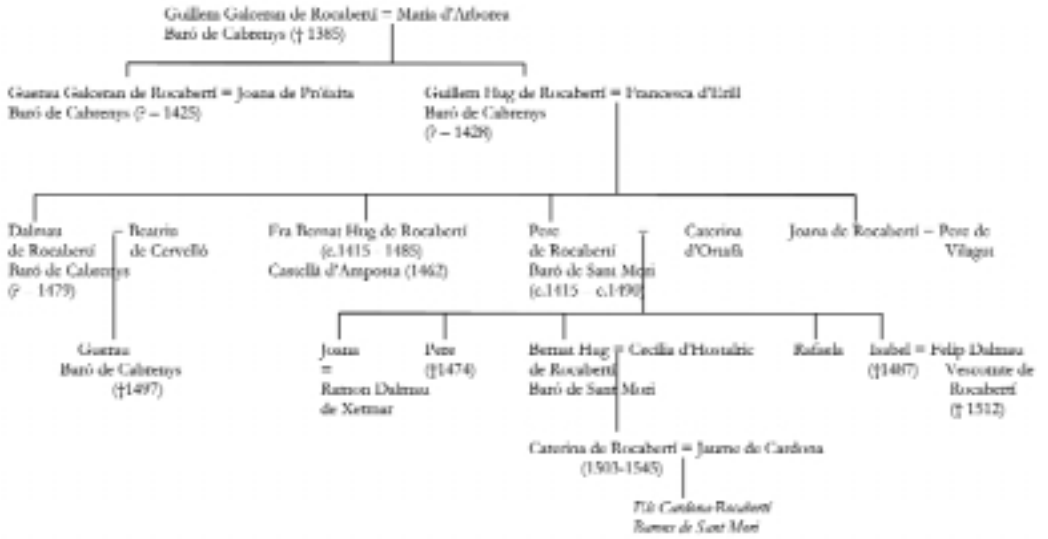 Guillem Galceran de Rocabertí = Maria d'Arborea
Baró de Cabrenys († 1385)
Guerau Galceran de Rocabertí = Joana de Pròixita
Baró de Cabrenys (? – 1425)
Guillem Hug de Rocabertí = Francesca d'Erill
Baró de Cabrenys
(? – 1428)
Dalmau
de Rocabertí
Baró de Cabrenys
(? – 1479)
– Beatriu
de Cervelló
Fra Bernat Hug de Rocabertí
(c.1415 – 1485)
Castellà d'Amposta (1462)
Pere
de Rocabertí
Baró de Sant Mori
(c.1415 – c.1490)
–
Caterina
Joana de Rocabertí – Pere de
Vilagut
Guerau
Baró de Cabrenys
(†1497)
Joana
=
Ramon Dalmau
de Xetmar
Pere
(†1474)
Bernat Hug = Cecília d'Hostalric
de Rocabertí
Baró de Sant Mori
Rafaela
Isabel = Felip Dalmau
(†1487)
Vescomte de
Rocabertí
(† 1512)
Caterina de Rocabertí = Jaume de Cardona
(1503-1545)
Els Cardona-Rocabertí
Barons de Sant Mori